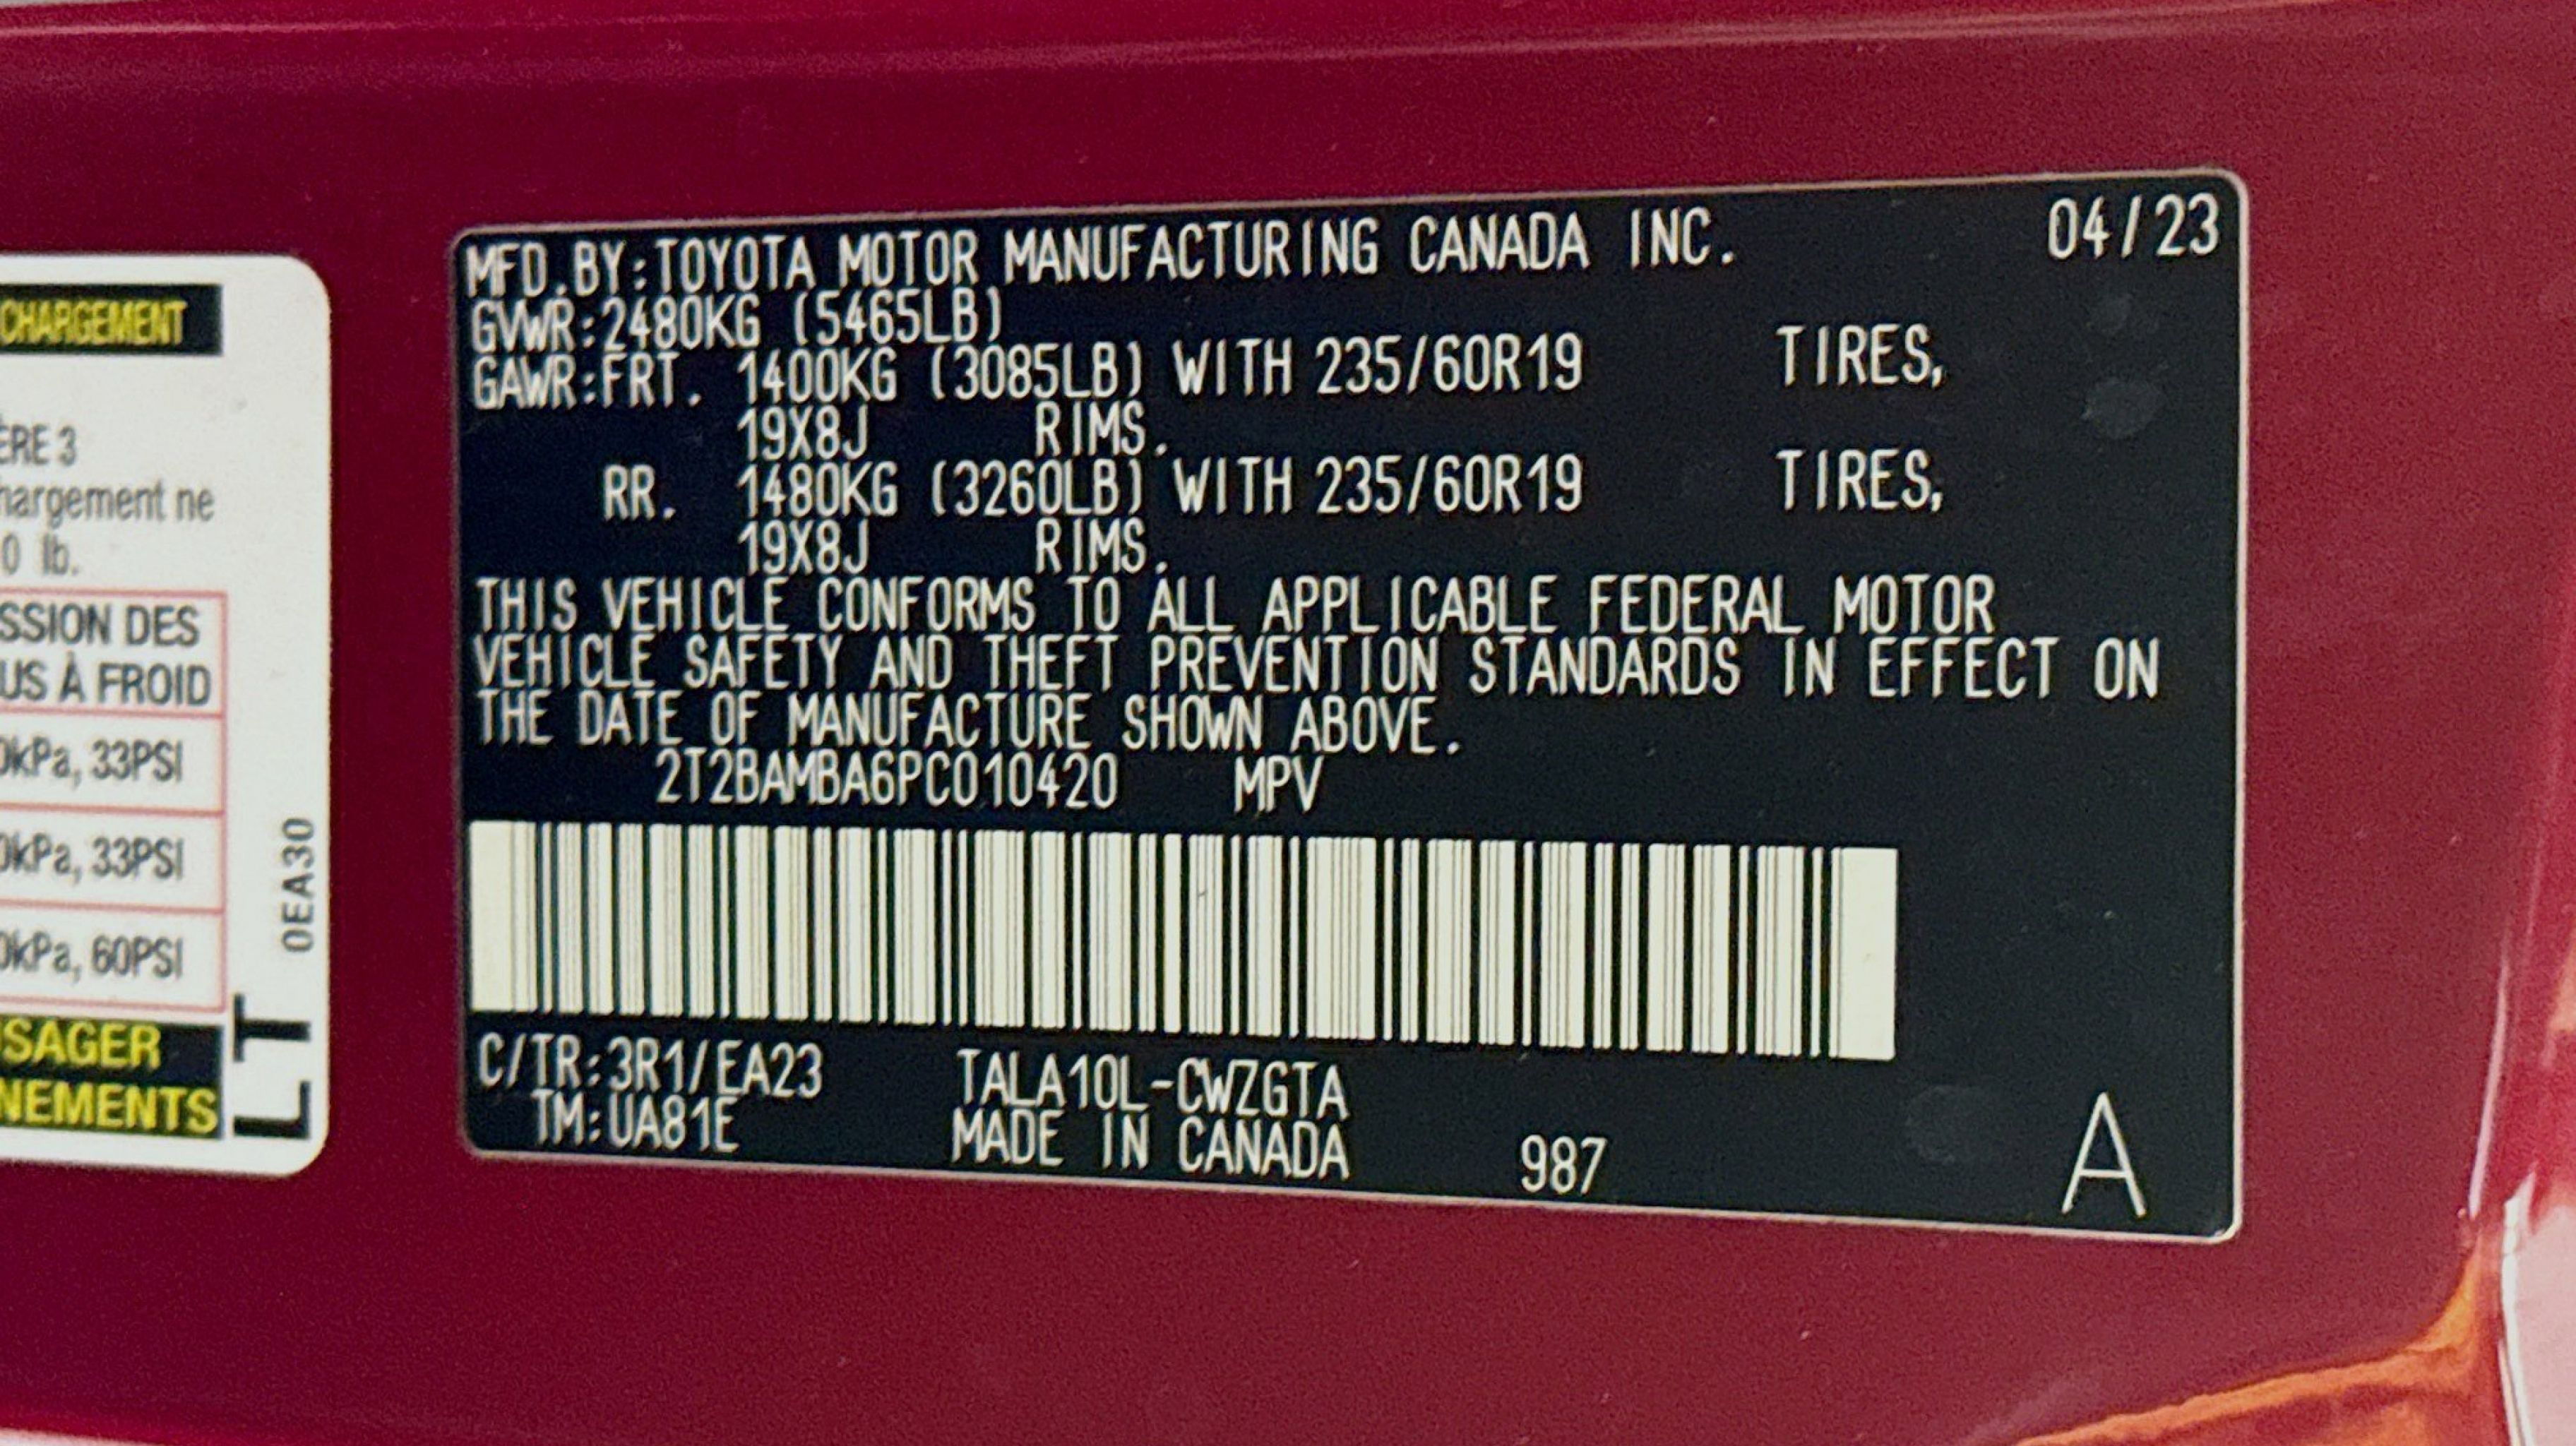 CHARGEMENT
ÈRE 3
hargement ne
0 lb.
SSION DES
US À FROID
0kPa, 33PSI
0kPa, 33PSI
0kPa, 60PSI
SAGER
NEMENTS
LT
0EA30
MFD.BY:TOYOTA MOTOR MANUFACTURING CANADA INC. 04/23
GVWR:2480KG (5465LB)
GAWR:FRT. 1400KG (3085LB) WITH 235/60R19 TIRES,
19X8J RIMS.
RR. 1480KG (3260LB) WITH 235/60R19 TIRES,
19X8J RIMS.
THIS VEHICLE CONFORMS TO ALL APPLICABLE FEDERAL MOTOR
VEHICLE SAFETY AND THEFT PREVENTION STANDARDS IN EFFECT ON
THE DATE OF MANUFACTURE SHOWN ABOVE.
2T2BAMBA6PC010420 MPV
C/TR:3R1/EA23 TALA10L-CWZGTA
TM:UA81E MADE IN CANADA 987 A